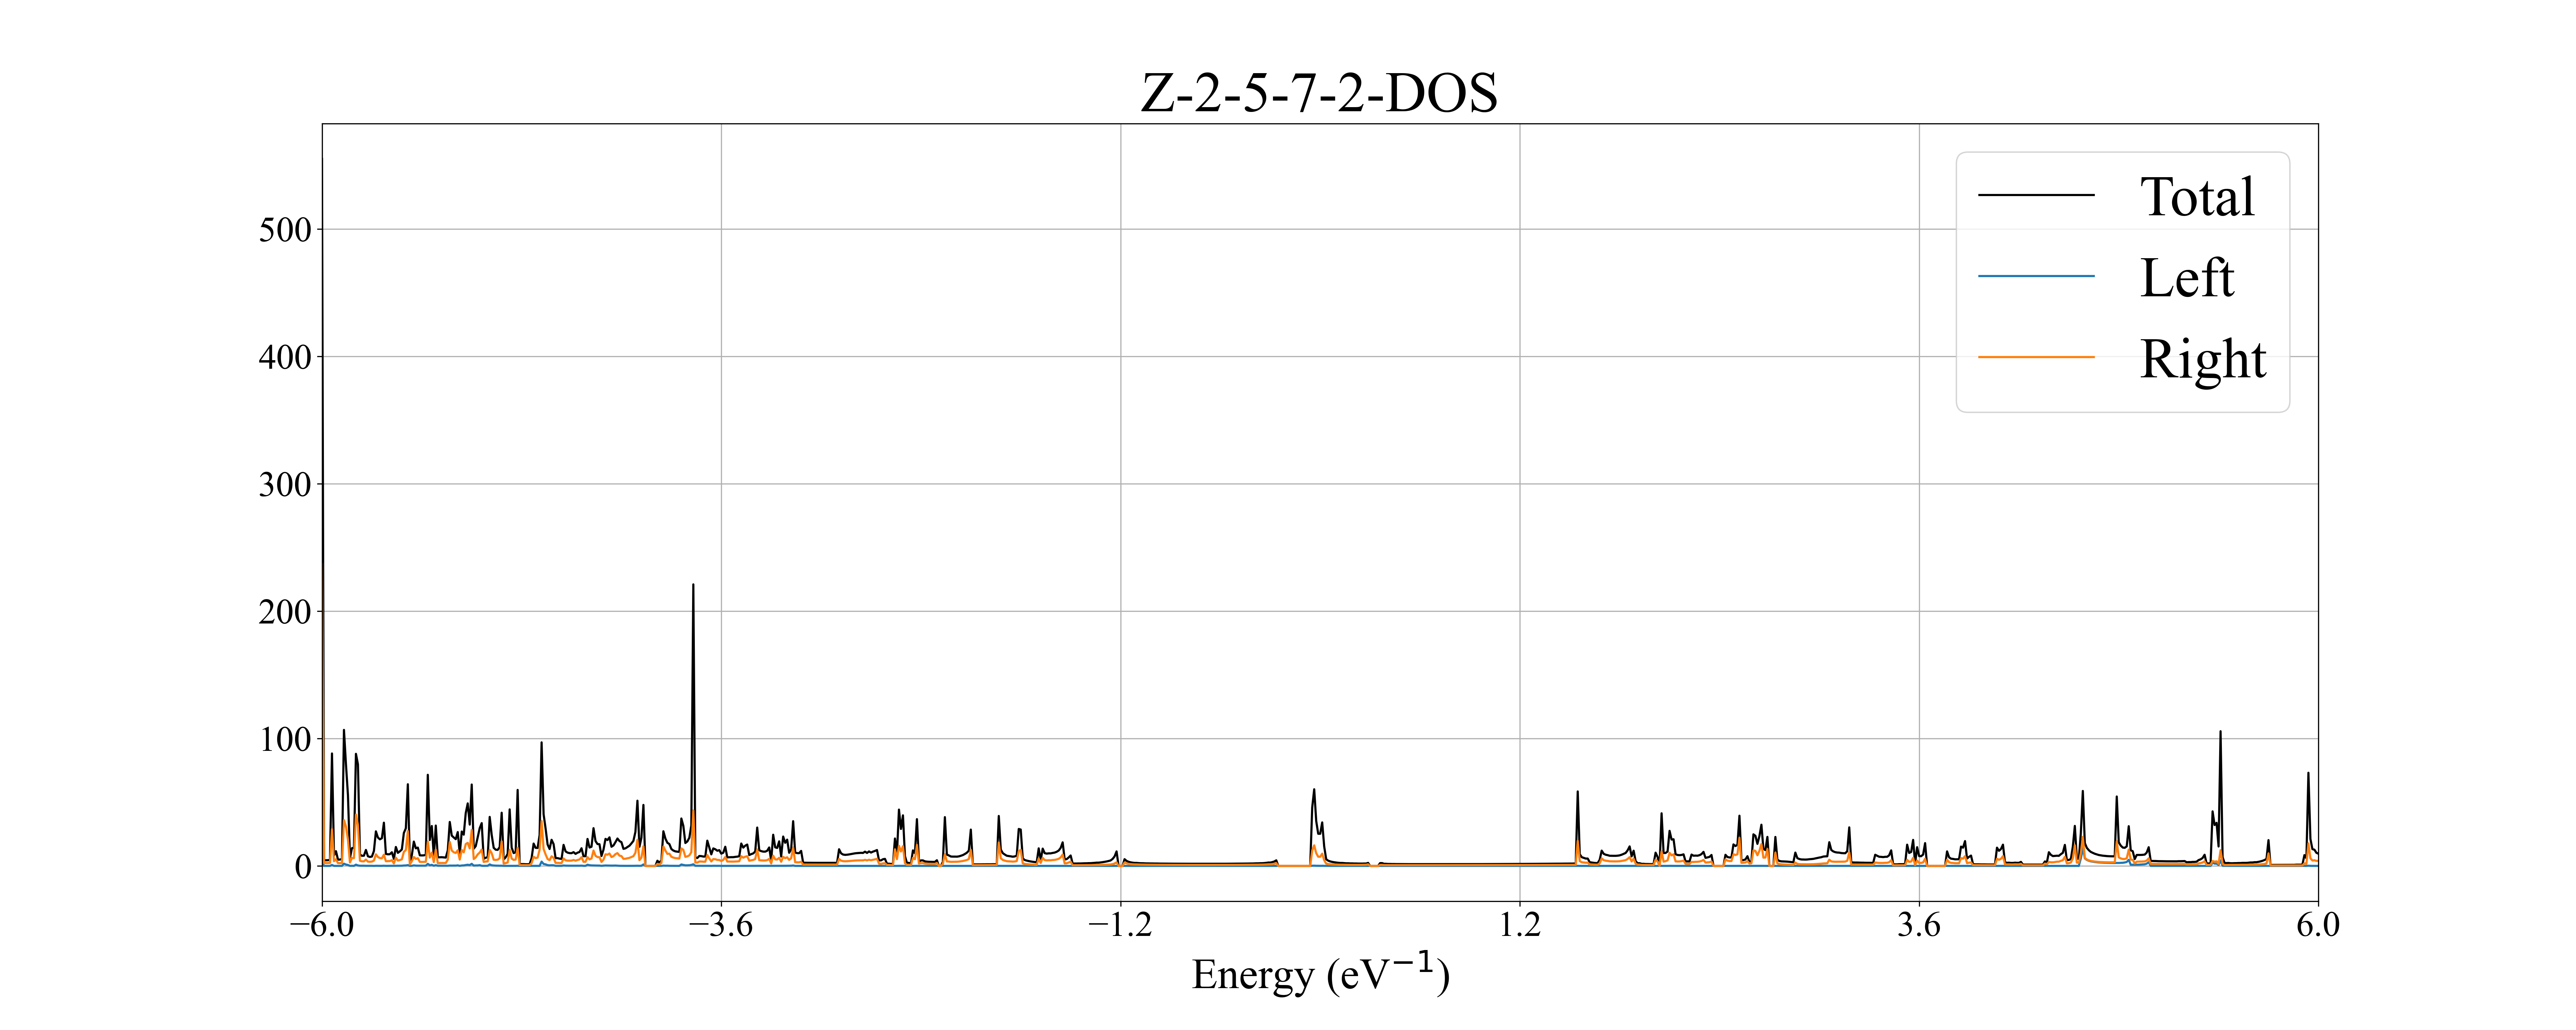 Z-2-5-7-2-DOS
Total
Left
Right
500
400
300
200
100
0
−6.0 −3.6 −1.2 1.2 3.6 6.0
Energy (eV⁻¹)